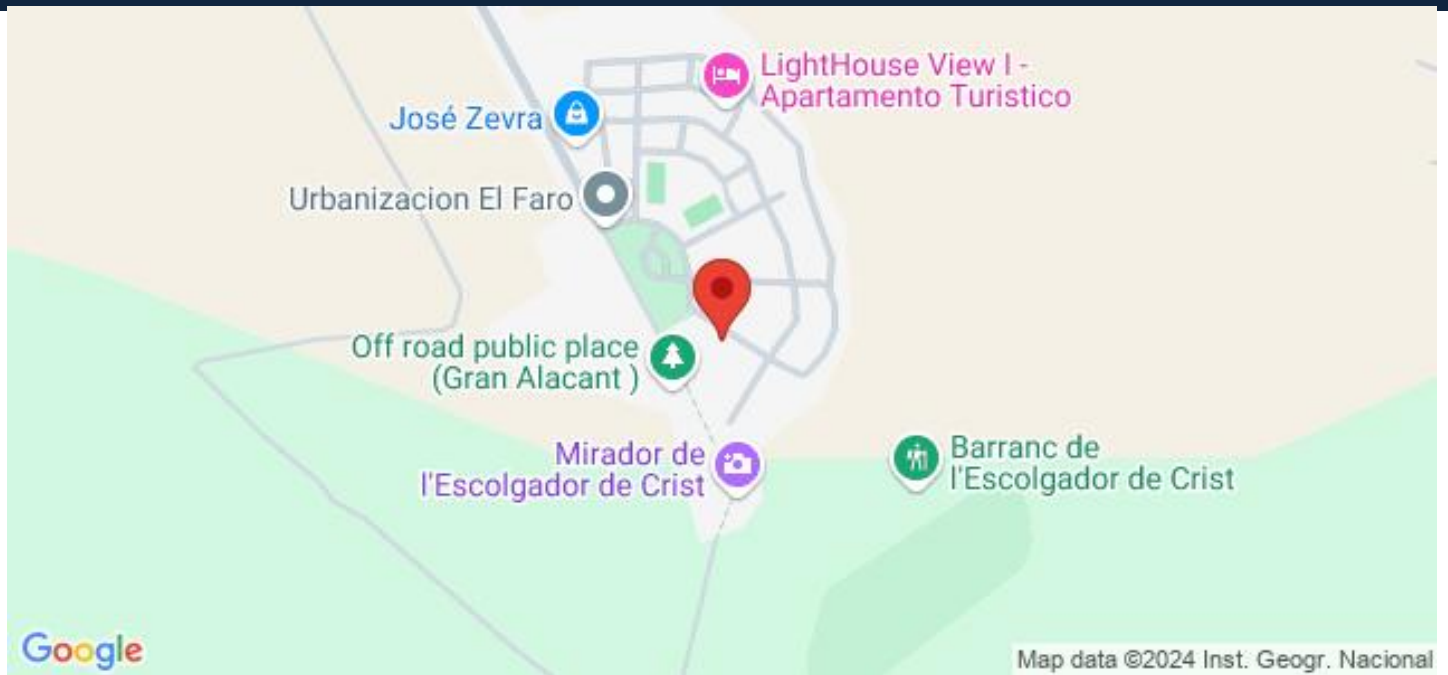 LightHouse View I -
Apartamento Turistico
José Zevra
Urbanizacion El Faro
Off road public place
(Gran Alacant )
Mirador de
l'Escolgador de Crist
Barranc de
l'Escolgador de Crist
Google
Map data ©2024 Inst. Geogr. Nacional